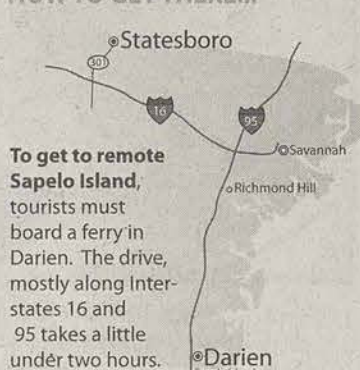 Statesboro
301
16
95
Savannah
Richmond Hill
To get to remote
Sapelo Island,
tourists must
board a ferry in
Darien. The drive,
mostly along Inter-
states 16 and
95 takes a little
under two hours.
Darien